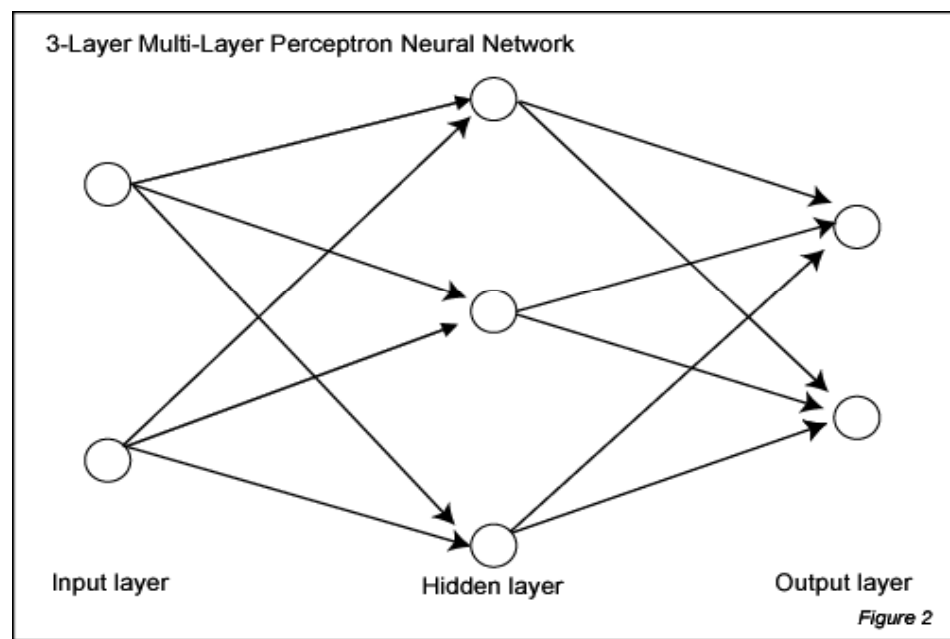 3-Layer Multi-Layer Perceptron Neural Network
Input layer
Hidden layer
Output layer
Figure 2